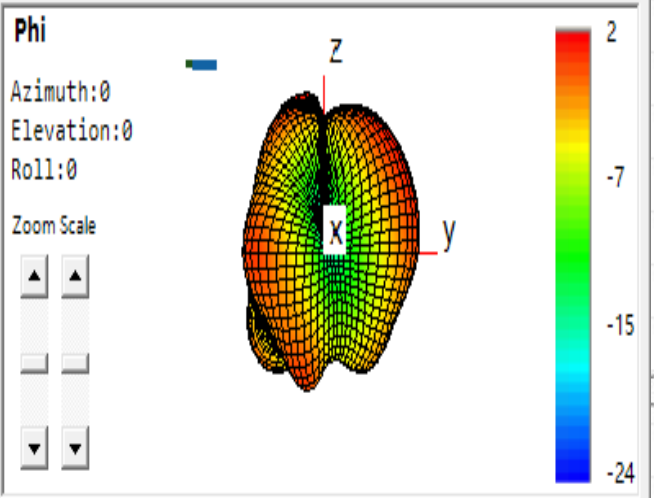 Phi
Azimuth:0
Elevation:0
Roll:0
Zoom Scale
z
x
y
2
-7
-15
-24